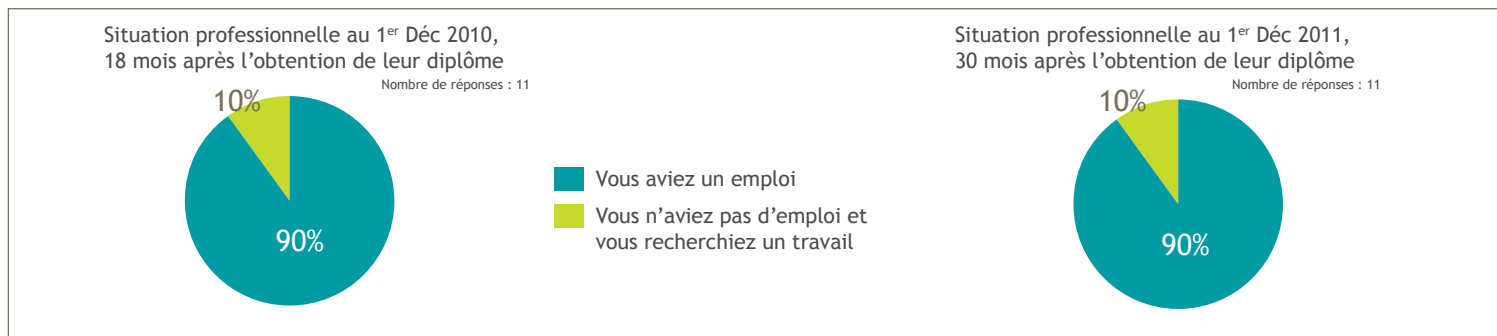 Situation professionnelle au 1er Déc 2010,
18 mois après l'obtention de leur diplôme
Nombre de réponses : 11
10%
90%
Vous aviez un emploi
Vous n'aviez pas d'emploi et
vous recherchiez un travail
Situation professionnelle au 1er Déc 2011,
30 mois après l'obtention de leur diplôme
Nombre de réponses : 11
10%
90%